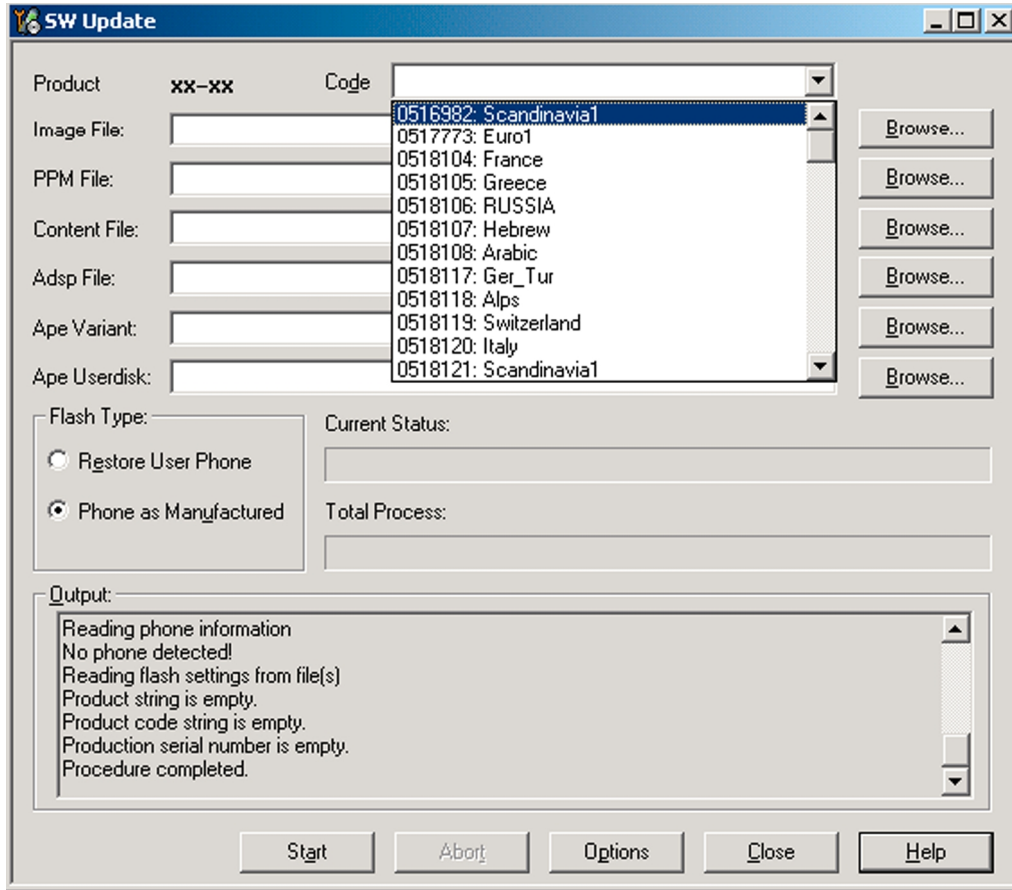 SW Update
Product xx-xx Code
0516982: Scandinavia1
0517773: Euro1
0518104: France
0518105: Greece
0518106: RUSSIA
0518107: Hebrew
0518108: Arabic
0518117: Ger_Tur
0518118: Alps
0518119: Switzerland
0518120: Italy
0518121: Scandinavia1
Image File: Browse...
PPM File: Browse...
Content File: Browse...
Adsp File: Browse...
Ape Variant: Browse...
Ape Userdisk: Browse...
Flash Type:
Restore User Phone
Phone as Manufactured
Current Status:
Total Process:
Output:
Reading phone information
No phone detected!
Reading flash settings from file(s)
Product string is empty.
Product code string is empty.
Production serial number is empty.
Procedure completed.
Start Abort Options Close Help